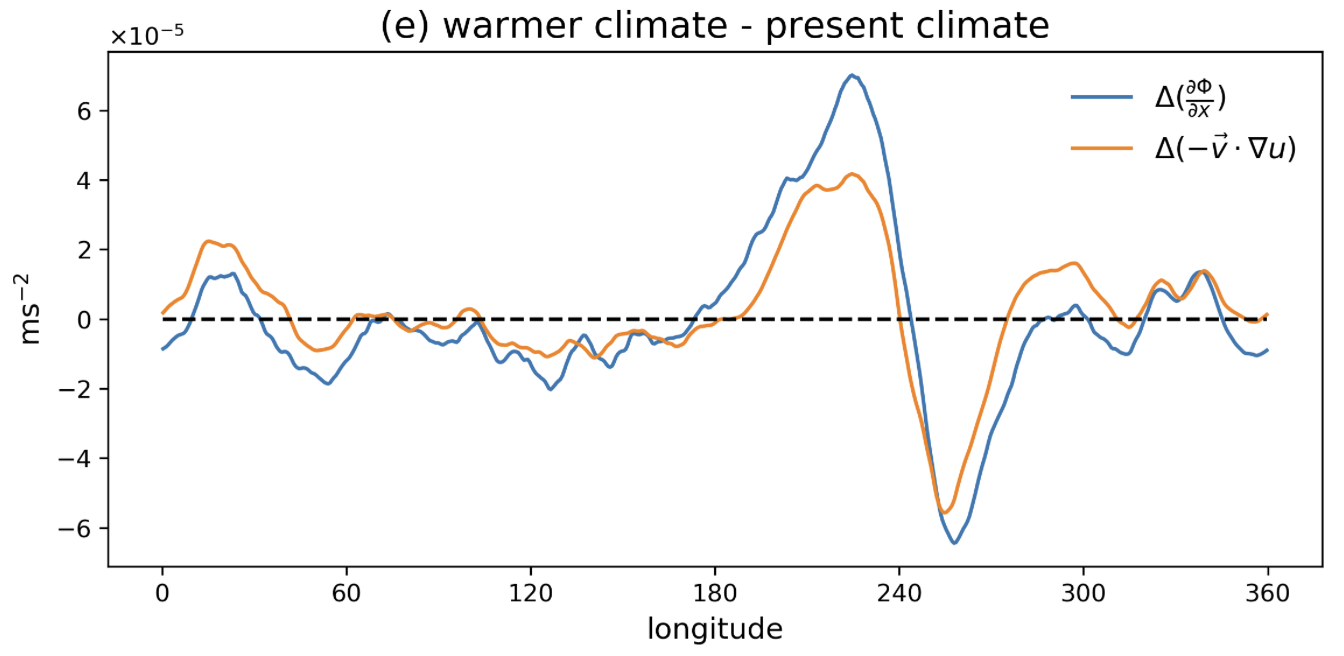 (e) warmer climate - present climate
×10⁻⁵
6
4
2
0
−2
−4
−6
ms⁻²
Δ(∂Φ/∂x)
Δ(−v⃗ · ∇u)
0 60 120 180 240 300 360
longitude